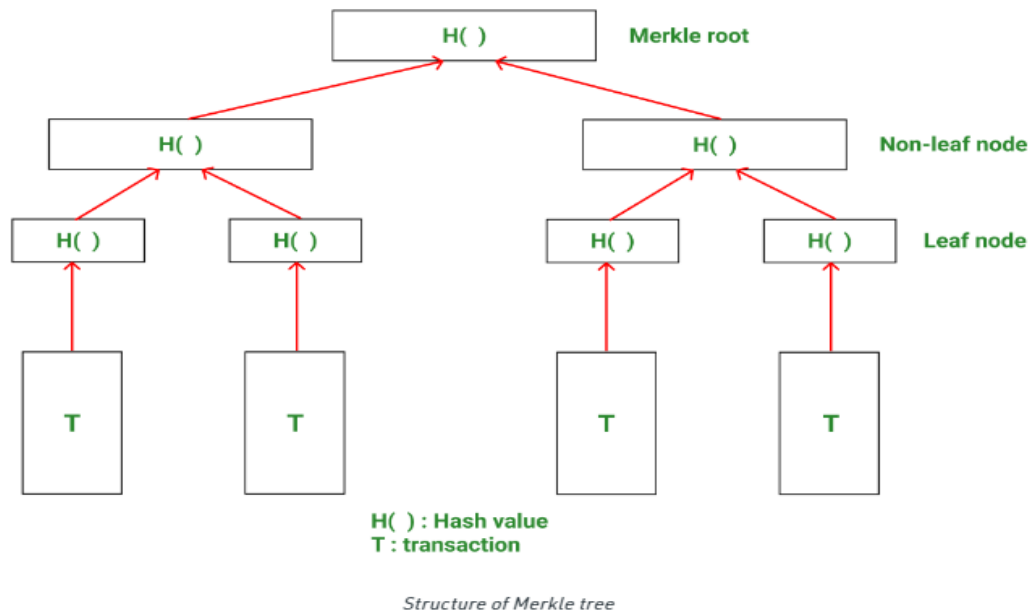 H( ) Merkle root
H( ) H( ) Non-leaf node
H( ) H( ) H( ) H( ) Leaf node
T T T T
H( ) : Hash value
T : transaction
Structure of Merkle tree